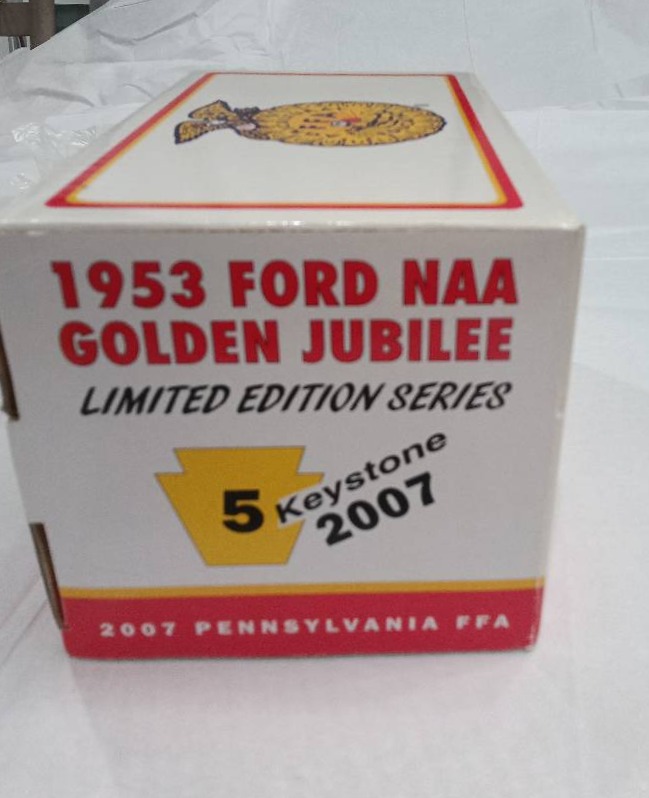 1953 FORD NAA
GOLDEN JUBILEE
LIMITED EDITION SERIES
5 Keystone
2007
2007 PENNSYLVANIA FFA